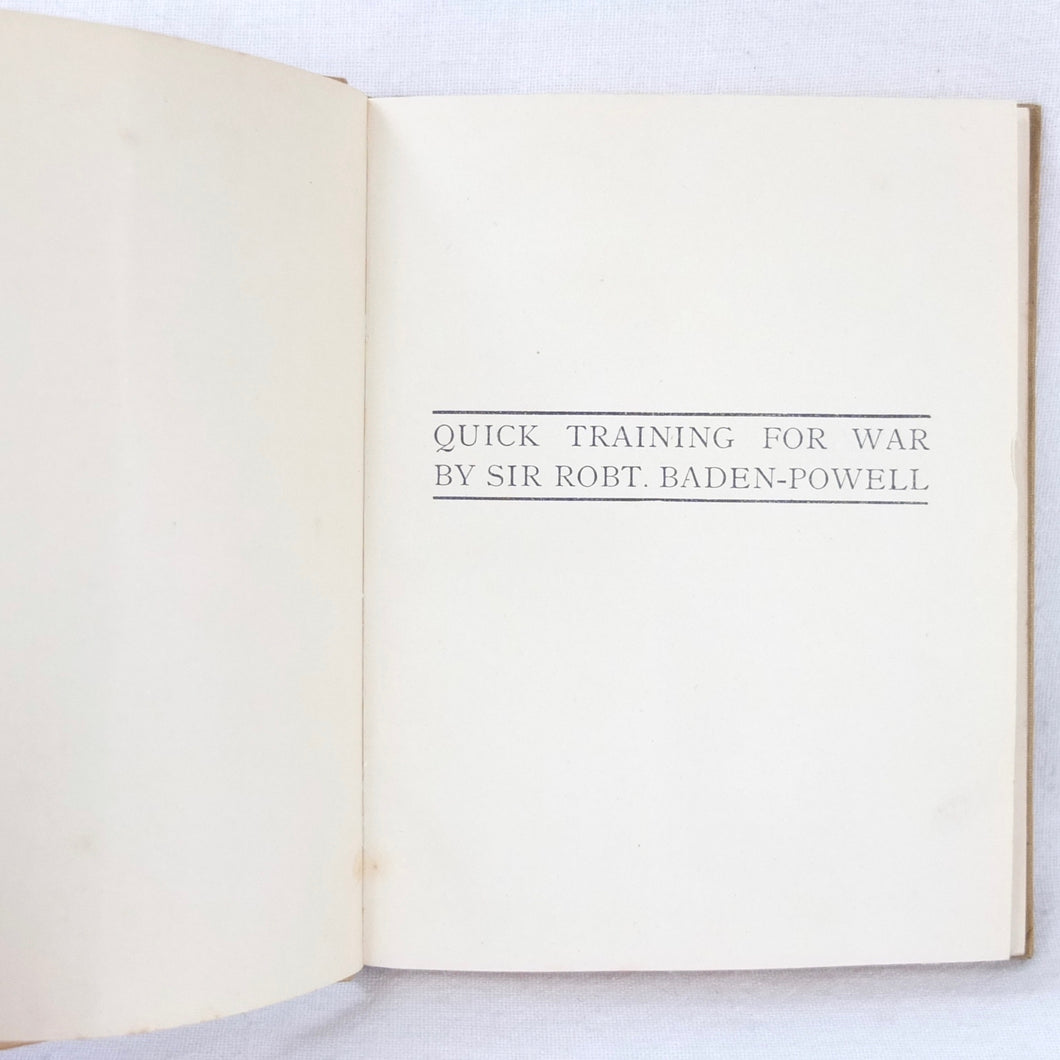 QUICK TRAINING FOR WAR
BY SIR ROBT. BADEN-POWELL